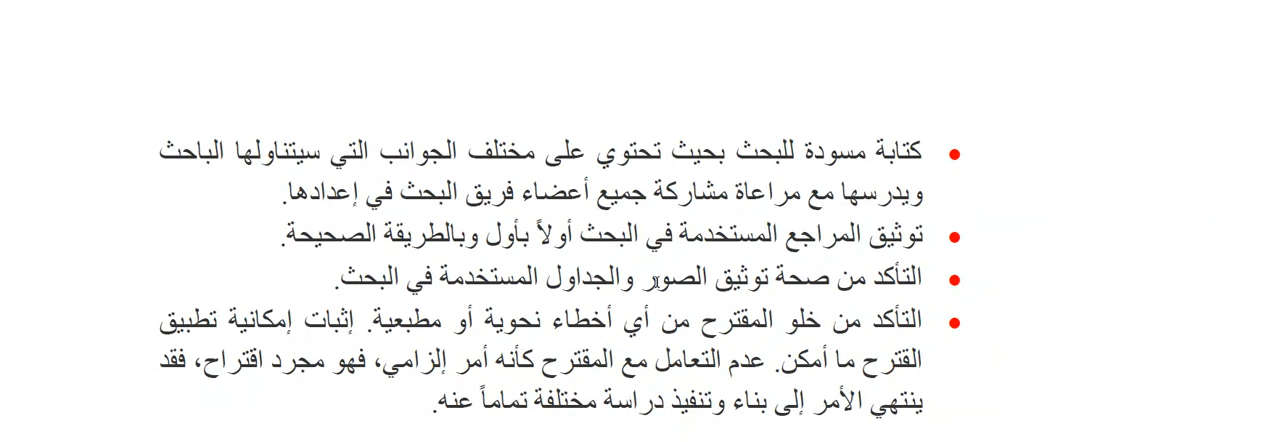 • كتابة مسودة للبحث بحيث تحتوي على مختلف الجوانب التي سيتناولها الباحث
ويدرسها مع مراعاة مشاركة جميع أعضاء فريق البحث في إعدادها.
• توثيق المراجع المستخدمة في البحث أولاً بأول وبالطريقة الصحيحة.
• التأكد من صحة توثيق الصور والجداول المستخدمة في البحث.
• التأكد من خلو المقترح من أي أخطاء نحوية أو مطبعية. إثبات إمكانية تطبيق
القترح ما أمكن. عدم التعامل مع المقترح كأنه أمر إلزامي، فهو مجرد اقتراح، فقد
ينتهي الأمر إلى بناء وتنفيذ دراسة مختلفة تماماً عنه.